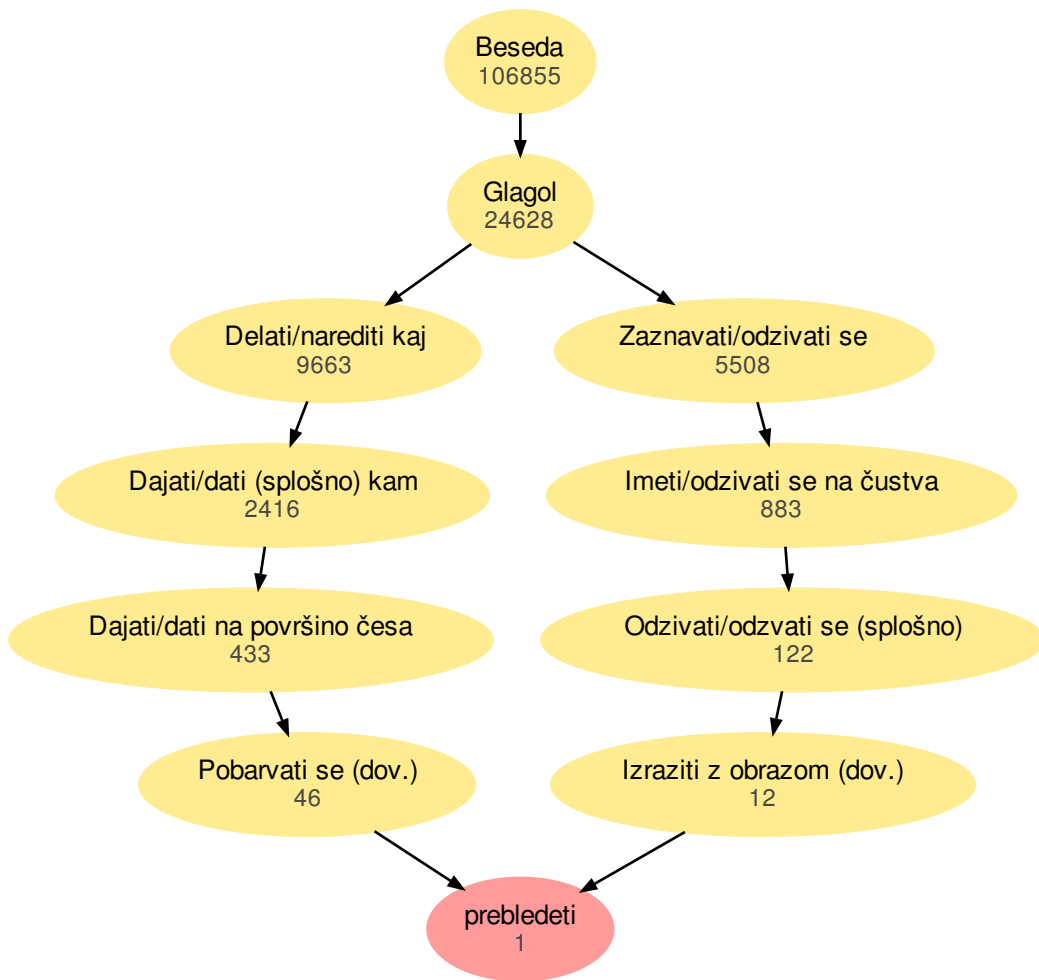 Beseda
106855
Glagol
24628
Delati/narediti kaj
9663
Zaznavati/odzivati se
5508
Dajati/dati (splošno) kam
2416
Imeti/odzivati se na čustva
883
Dajati/dati na površino česa
433
Odzivati/odzvati se (splošno)
122
Pobarvati se (dov.)
46
Izraziti z obrazom (dov.)
12
prebledeti
1